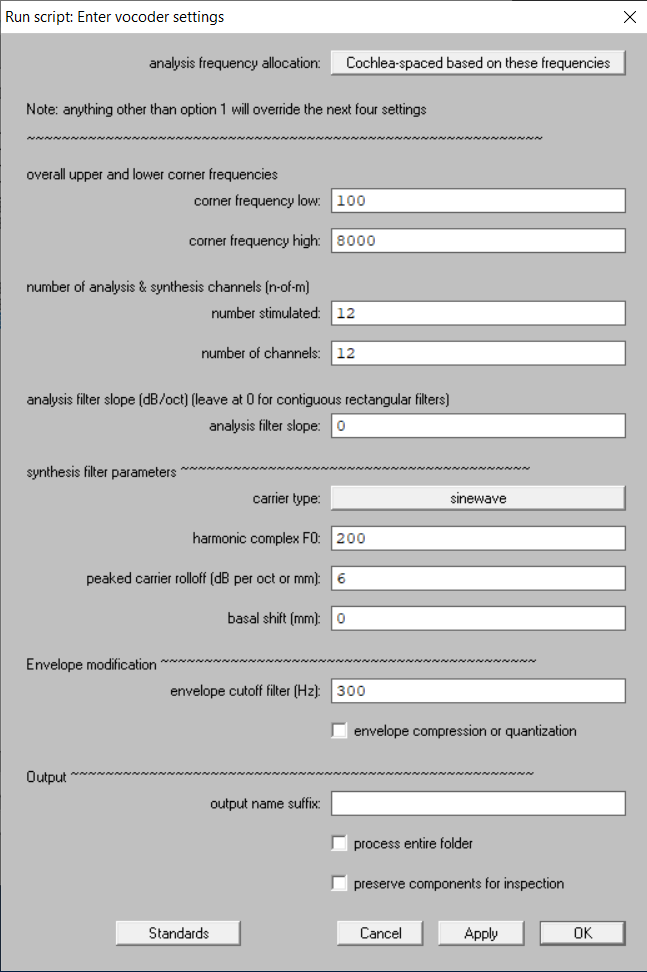 Run script: Enter vocoder settings
analysis frequency allocation: Cochlea-spaced based on these frequencies
Note: anything other than option 1 will override the next four settings
~~~~~~~~~~~~~~~~~~~~~~~~~~~~~~~~~~~~~~~~~~~~~~~~~~~~~~~~~~~
overall upper and lower corner frequencies
corner frequency low: 100
corner frequency high: 8000
number of analysis & synthesis channels (n-of-m)
number stimulated: 12
number of channels: 12
analysis filter slope (dB/oct) (leave at 0 for contiguous rectangular filters)
analysis filter slope: 0
synthesis filter parameters ~~~~~~~~~~~~~~~~~~~~~~~~~~~~~~~~~~~~~~~~
carrier type: sinewave
harmonic complex F0: 200
peaked carrier rolloff (dB per oct or mm): 6
basal shift (mm): 0
Envelope modification ~~~~~~~~~~~~~~~~~~~~~~~~~~~~~~~~~~~~~~~~~~~
envelope cutoff filter (Hz): 300
envelope compression or quantization
Output ~~~~~~~~~~~~~~~~~~~~~~~~~~~~~~~~~~~~~~~~~~~~~~~~~~~~~
output name suffix:
process entire folder
preserve components for inspection
Standards Cancel Apply OK